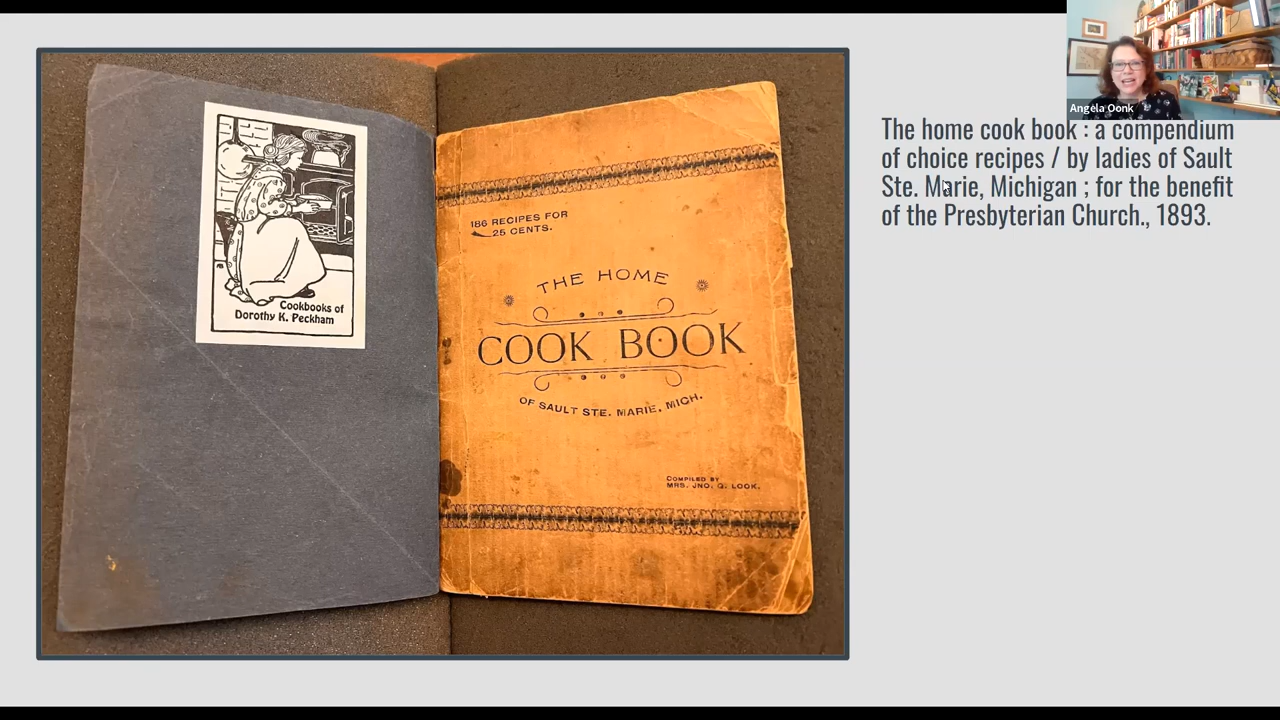 Angela Oonk
The home cook book : a compendium
of choice recipes / by ladies of Sault
Ste. Marie, Michigan ; for the benefit
of the Presbyterian Church., 1893.
Cookbooks of
Dorothy K. Peckham
186 RECIPES FOR
25 CENTS.
THE HOME
COOK BOOK
OF SAULT STE. MARIE, MICH.
COMPILED BY
MRS. JNO. Q. LOOK.